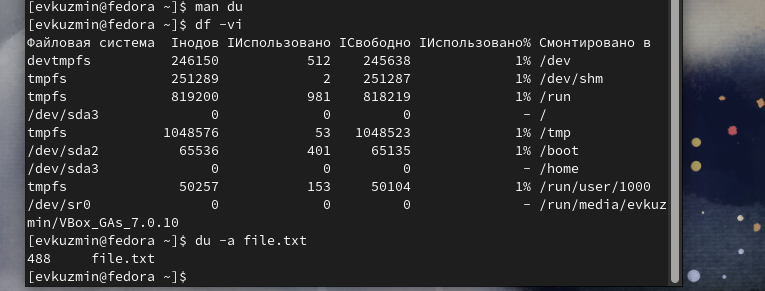 [evkuzmin@fedora ~]$ man du
[evkuzmin@fedora ~]$ df -vi
Файловая система  Iнодов IИспользовано IСвободно IИспользовано% Смонтировано в
devtmpfs          246150           512    245638             1% /dev
tmpfs             251289             2    251287             1% /dev/shm
tmpfs             819200           981    818219             1% /run
/dev/sda3              0             0         0              - /
tmpfs            1048576            53   1048523             1% /tmp
/dev/sda2          65536           401     65135             1% /boot
/dev/sda3              0             0         0              - /home
tmpfs              50257           153     50104             1% /run/user/1000
/dev/sr0               0             0         0              - /run/media/evkuz
min/VBox_GAs_7.0.10
[evkuzmin@fedora ~]$ du -a file.txt
488     file.txt
[evkuzmin@fedora ~]$